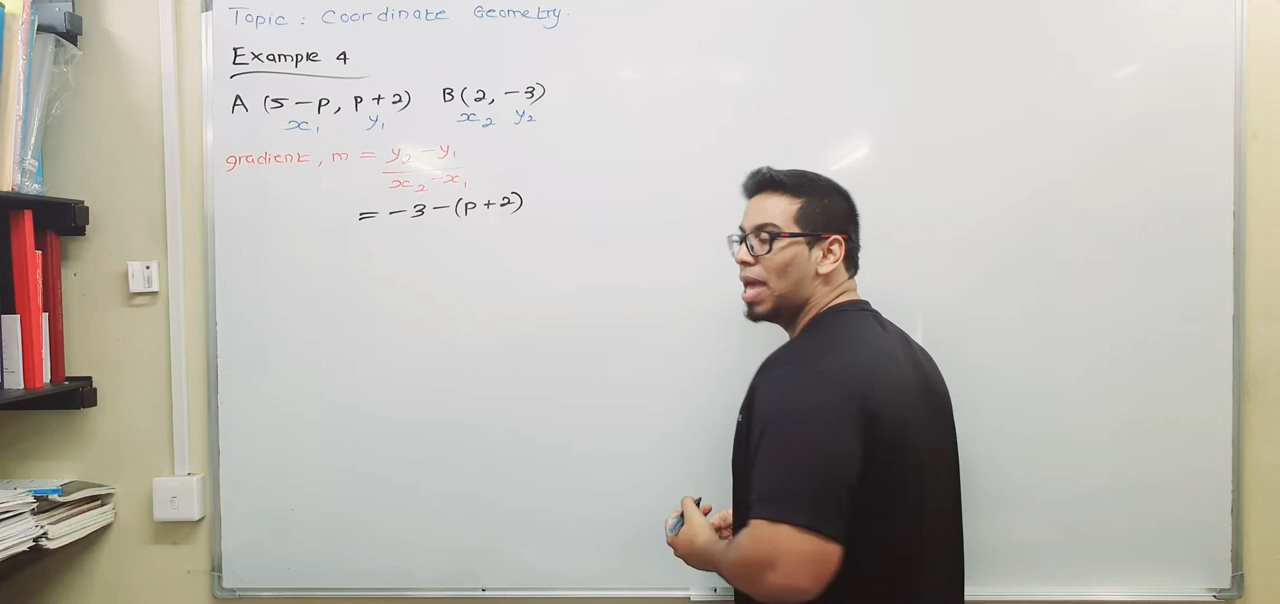 Topic : Coordinate Geometry.
Example 4
A (5-p, p+2) B(2, -3)
x₁ y₁ x₂ y₂
gradient, m = y₂ - y₁
x₂ - x₁
= -3 - (p+2)